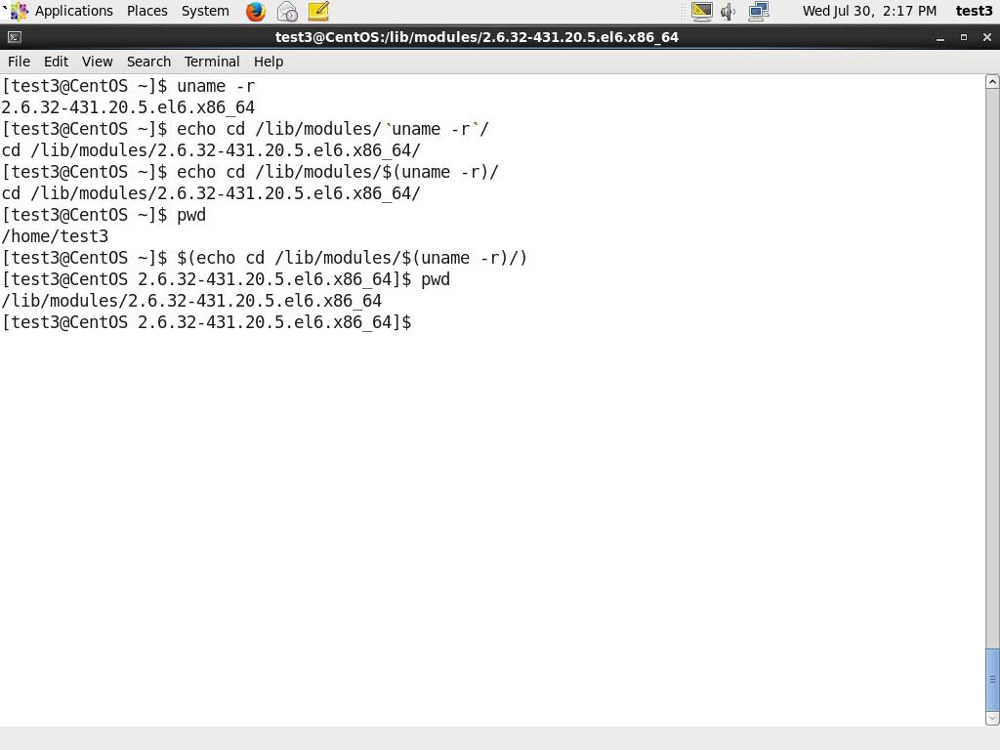 Applications Places System Wed Jul 30, 2:17 PM test3
test3@CentOS:/lib/modules/2.6.32-431.20.5.el6.x86_64
File Edit View Search Terminal Help
[test3@CentOS ~]$ uname -r
2.6.32-431.20.5.el6.x86_64
[test3@CentOS ~]$ echo cd /lib/modules/`uname -r`/
cd /lib/modules/2.6.32-431.20.5.el6.x86_64/
[test3@CentOS ~]$ echo cd /lib/modules/$(uname -r)/
cd /lib/modules/2.6.32-431.20.5.el6.x86_64/
[test3@CentOS ~]$ pwd
/home/test3
[test3@CentOS ~]$ $(echo cd /lib/modules/$(uname -r)/)
[test3@CentOS 2.6.32-431.20.5.el6.x86_64]$ pwd
/lib/modules/2.6.32-431.20.5.el6.x86_64
[test3@CentOS 2.6.32-431.20.5.el6.x86_64]$